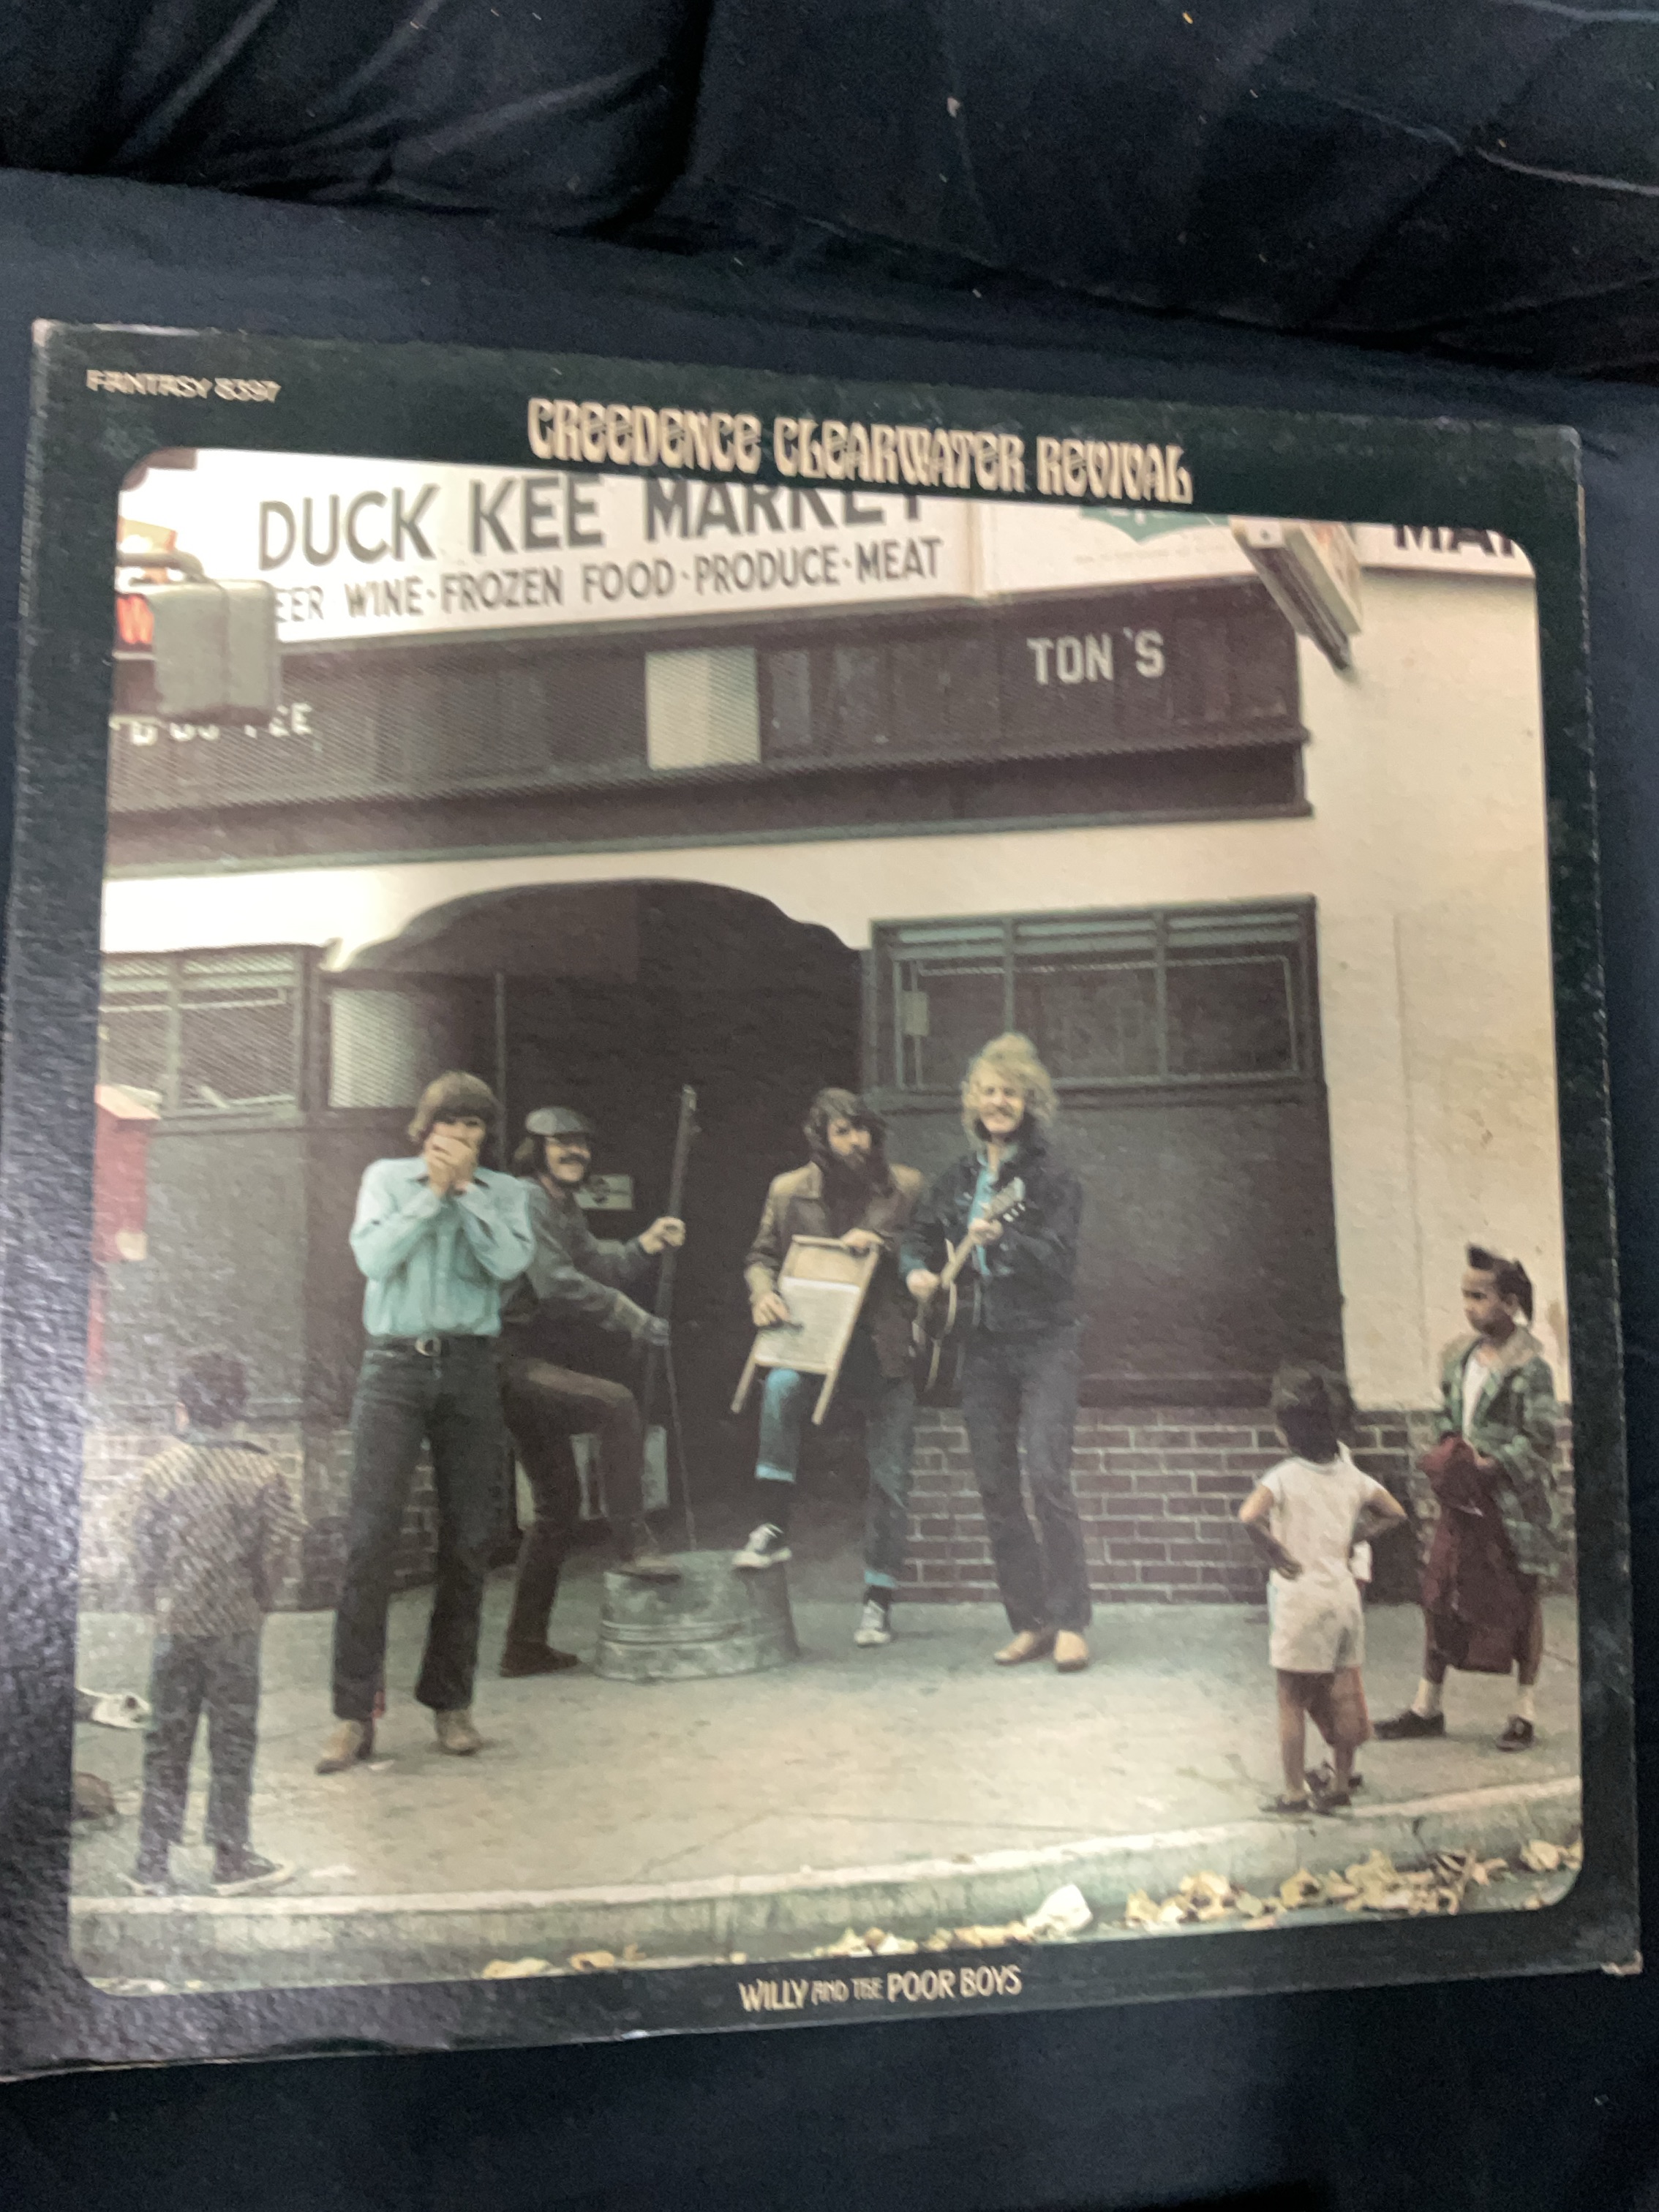 FANTASY 8397
CREEDENCE CLEARWATER REVIVAL
DUCK KEE MARKET
EER WINE·FROZEN FOOD·PRODUCE·MEAT
TON'S
WILLY AND THE POOR BOYS